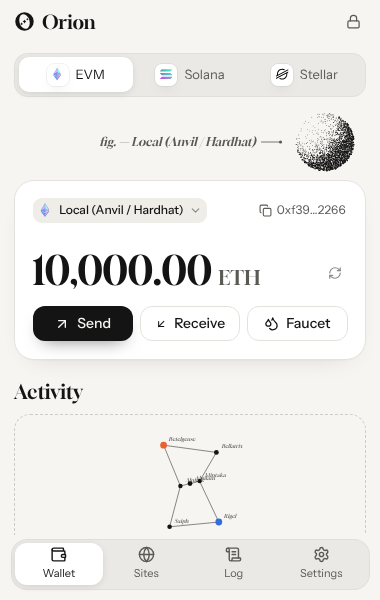 Orion
EVM
Solana
Stellar
fig. — Local (Anvil / Hardhat)
Local (Anvil / Hardhat)
0xf39...2266
10,000.00 ETH
Send
Receive
Faucet
Activity
Betelgeuse
Bellatrix
Mintaka
Saiph
Rigel
Wallet
Sites
Log
Settings